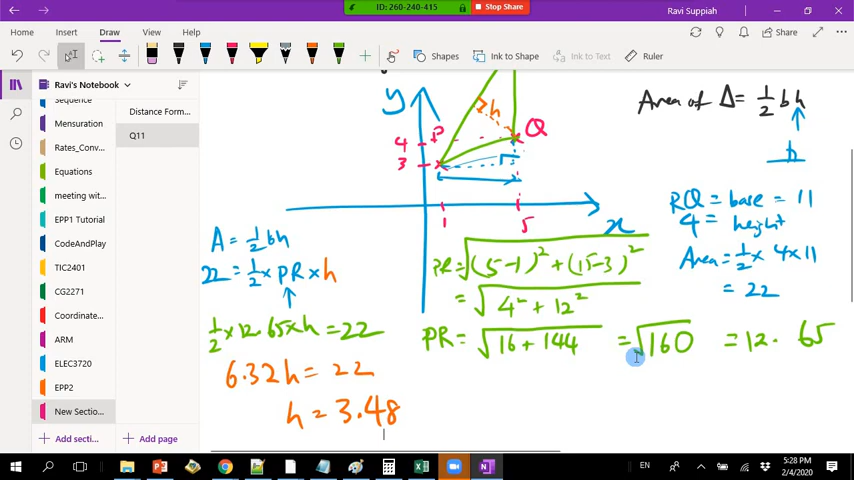 ID: 260-240-415
Stop Share
Ravi Suppiah
Home
Insert
Draw
View
Help
Share
Shapes
Ink to Shape
Ink to Text
Ruler
Ravi's Notebook
Sequence
Mensuration
Rates_Conv...
Equations
meeting wit...
EPP1 Tutorial
CodeAndPlay
TIC2401
CG2271
Coordinate...
ARM
ELEC3720
EPP2
New Sectio...
Add secti...
Distance Form...
Q11
Add page
y
h
P
Q
4
3
1
5
x
Area of Δ = 1/2 bh
b
RQ = base = 11
4 = height
Area = 1/2 x 4 x 11
= 22
A = 1/2 bh
22 = 1/2 x PR x h
1/2 x 12.65 x h = 22
6.32h = 22
h = 3.48
PR = √(5-1)² + (15-3)²
= √4² + 12²
PR = √16 + 144 = √160 = 12.65
EN
5:28 PM
2/4/2020